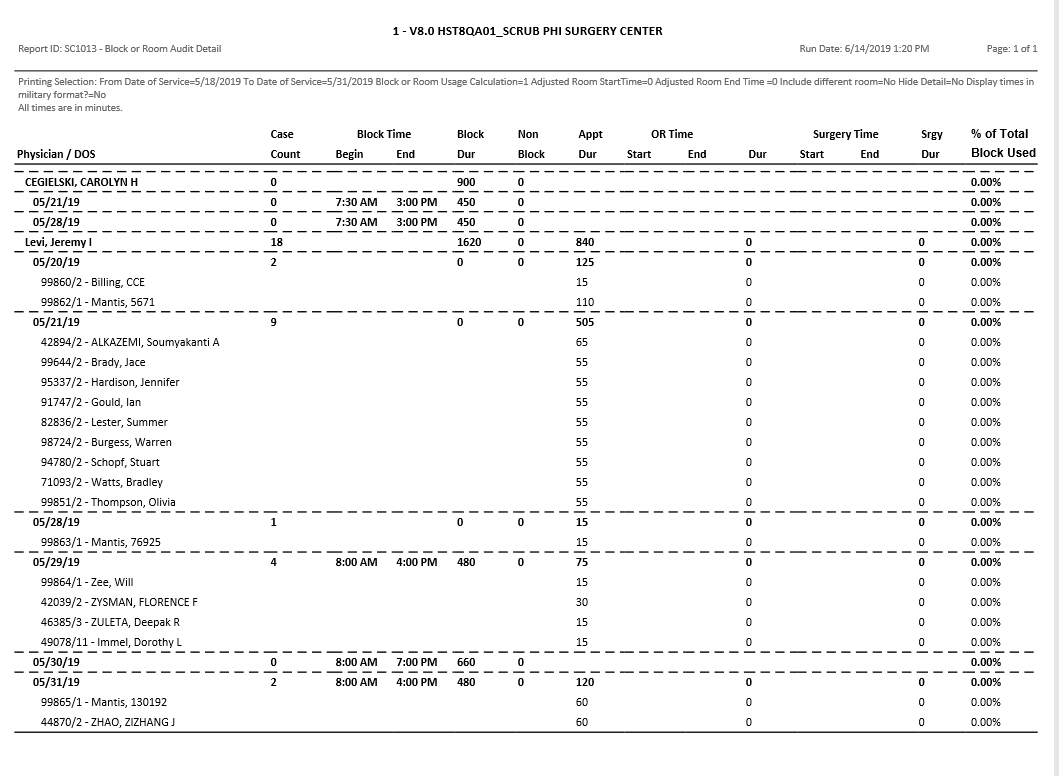 1 - V8.0 HST8QA01_SCRUB PHI SURGERY CENTER
Report ID: SC1013 - Block or Room Audit Detail Run Date: 6/14/2019 1:20 PM Page: 1 of 1
Printing Selection: From Date of Service=5/18/2019 To Date of Service=5/31/2019 Block or Room Usage Calculation=1 Adjusted Room StartTime=0 Adjusted Room End Time =0 Include different room=No Hide Detail=No Display times in
military format?=No
All times are in minutes.
Case Block Time Block Non Appt OR Time Surgery Time Srgy % of Total
Physician / DOS Count Begin End Dur Block Dur Start End Dur Start End Dur Block Used
CEGIELSKI, CAROLYN H 0 900 0 0.00%
05/21/19 0 7:30 AM 3:00 PM 450 0 0.00%
05/28/19 0 7:30 AM 3:00 PM 450 0 0.00%
Levi, Jeremy I 18 1620 0 840 0 0 0.00%
05/20/19 2 0 0 125 0 0 0.00%
99860/2 - Billing, CCE 15 0 0 0.00%
99862/1 - Mantis, 5671 110 0 0 0.00%
05/21/19 9 0 0 505 0 0 0.00%
42894/2 - ALKAZEMI, Soumyakanti A 65 0 0 0.00%
99644/2 - Brady, Jace 55 0 0 0.00%
95337/2 - Hardison, Jennifer 55 0 0 0.00%
91747/2 - Gould, Ian 55 0 0 0.00%
82836/2 - Lester, Summer 55 0 0 0.00%
98724/2 - Burgess, Warren 55 0 0 0.00%
94780/2 - Schopf, Stuart 55 0 0 0.00%
71093/2 - Watts, Bradley 55 0 0 0.00%
99851/2 - Thompson, Olivia 55 0 0 0.00%
05/28/19 1 0 0 15 0 0 0.00%
99863/1 - Mantis, 76925 15 0 0 0.00%
05/29/19 4 8:00 AM 4:00 PM 480 0 75 0 0 0.00%
99864/1 - Zee, Will 15 0 0 0.00%
42039/2 - ZYSMAN, FLORENCE F 30 0 0 0.00%
46385/3 - ZULETA, Deepak R 15 0 0 0.00%
49078/11 - Immel, Dorothy L 15 0 0 0.00%
05/30/19 0 8:00 AM 7:00 PM 660 0 0.00%
05/31/19 2 8:00 AM 4:00 PM 480 0 120 0 0 0.00%
99865/1 - Mantis, 130192 60 0 0 0.00%
44870/2 - ZHAO, ZIZHANG J 60 0 0 0.00%